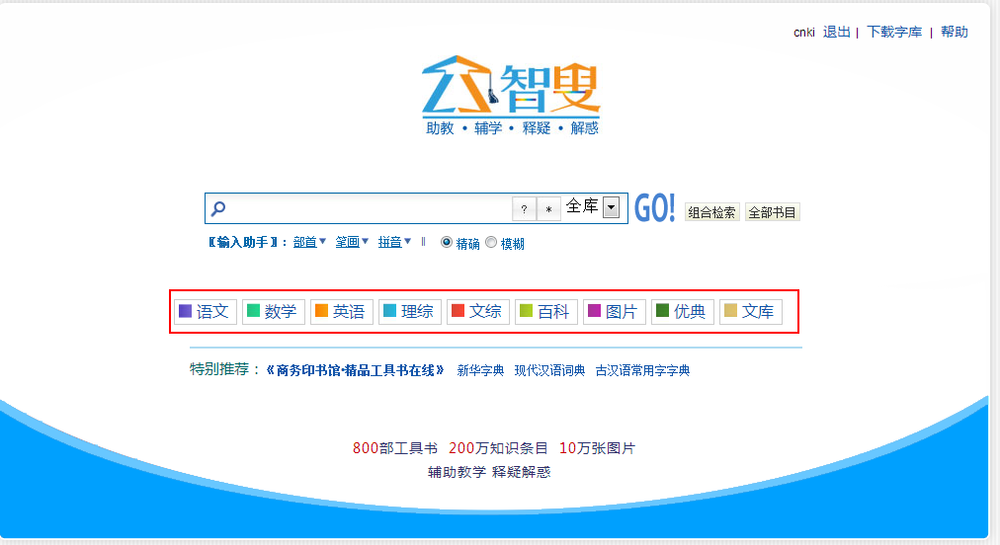 cnki 退出 | 下载字库 | 帮助
智叟
助教 • 辅学 • 释疑 • 解惑
? * 全库 GO! 组合检索 全部书目
〖输入助手〗: 部首 笔画 拼音 ‖ 精确 模糊
语文 数学 英语 理综 文综 百科 图片 优典 文库
特别推荐：《商务印书馆•精品工具书在线》 新华字典 现代汉语词典 古汉语常用字字典
800部工具书 200万知识条目 10万张图片
辅助教学 释疑解惑